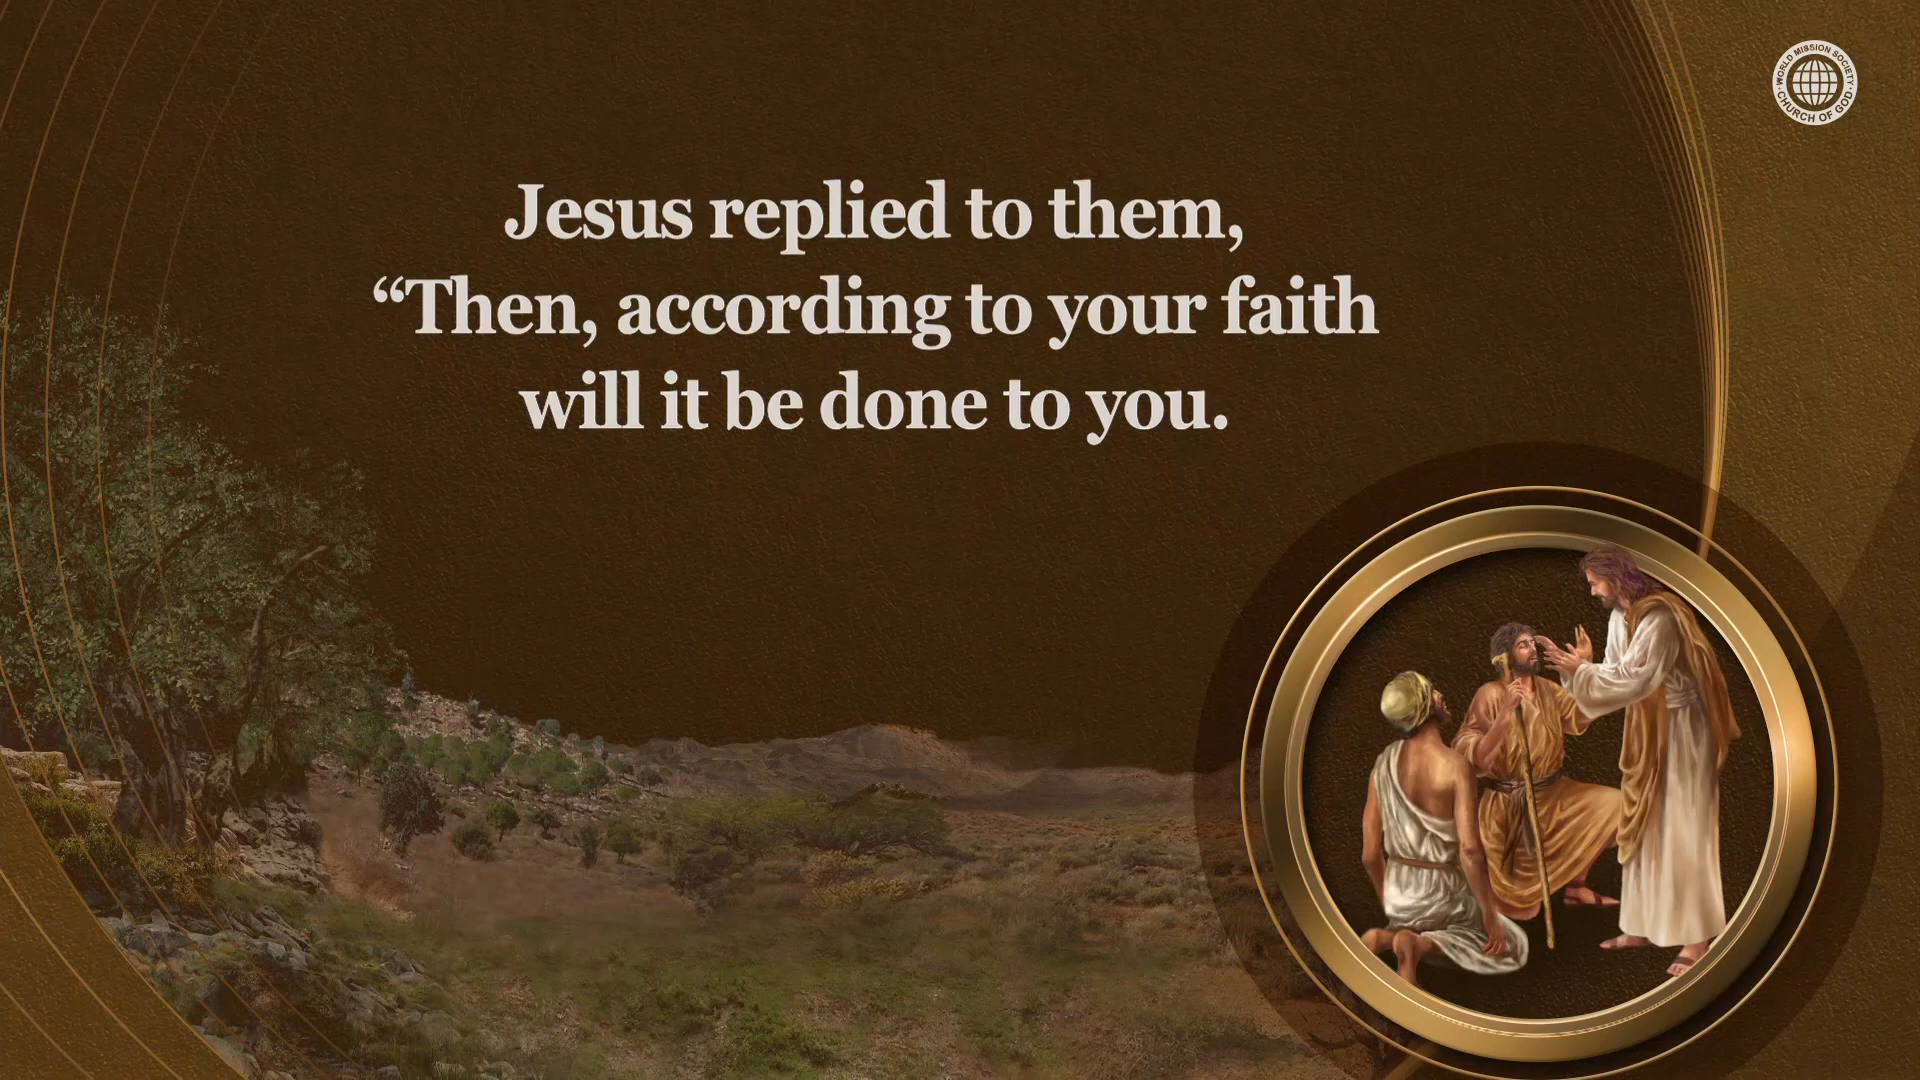 WORLD MISSION SOCIETY
CHURCH OF GOD
Jesus replied to them,
“Then, according to your faith
will it be done to you.